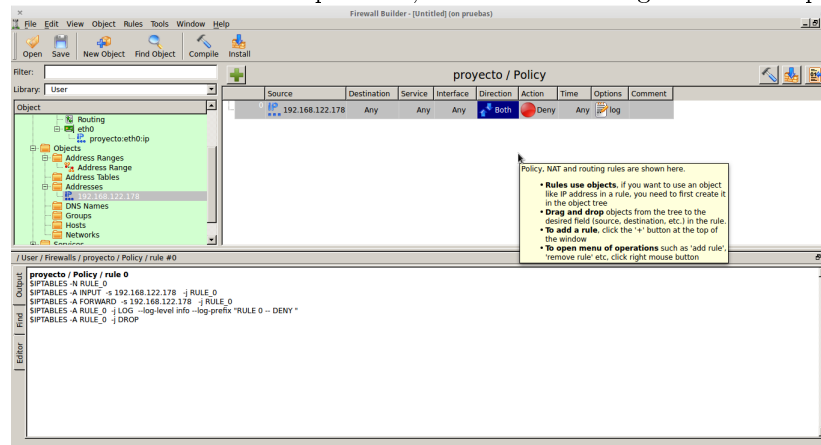 Firewall Builder - [Untitled] (on pruebas)
File Edit View Object Rules Tools Window Help
Open Save New Object Find Object Compile Install
Filter:
proyecto / Policy
Library: User
Source Destination Service Interface Direction Action Time Options Comment
Object
0 192.168.122.178 Any Any Any Both Deny Any log
Routing
eth0
proyecto:eth0:ip
Objects
Address Ranges
Address Range
Address Tables
Addresses
192.168.122.178
DNS Names
Groups
Hosts
Networks
Services
Policy, NAT and routing rules are shown here.
• Rules use objects, if you want to use an object
like IP address in a rule, you need to first create it
in the object tree
• Drag and drop objects from the tree to the
desired field (source, destination, etc.) in the rule.
• To add a rule, click the '+' button at the top of
the window
• To open menu of operations such as 'add rule',
'remove rule' etc, click right mouse button
/ User / Firewalls / proyecto / Policy / rule #0
Output
Find
Editor
proyecto / Policy / rule 0
$IPTABLES -N RULE_0
$IPTABLES -A INPUT -s 192.168.122.178 -j RULE_0
$IPTABLES -A FORWARD -s 192.168.122.178 -j RULE_0
$IPTABLES -A RULE_0 -j LOG --log-level info --log-prefix "RULE 0 -- DENY "
$IPTABLES -A RULE_0 -j DROP